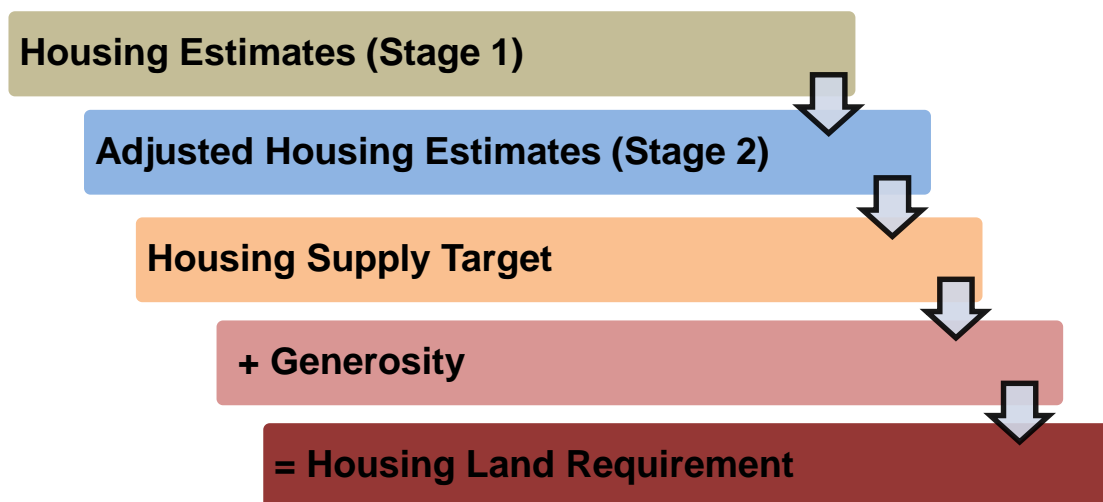 Housing Estimates (Stage 1)
Adjusted Housing Estimates (Stage 2)
Housing Supply Target
+ Generosity
= Housing Land Requirement